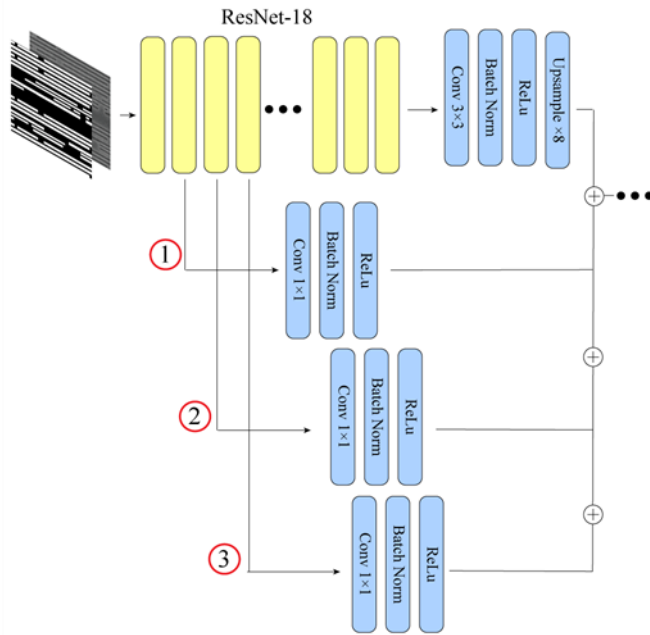 ResNet-18
Conv 3×3
Batch Norm
ReLu
Upsample ×8
1
Conv 1×1
Batch Norm
ReLu
2
Conv 1×1
Batch Norm
ReLu
3
Conv 1×1
Batch Norm
ReLu